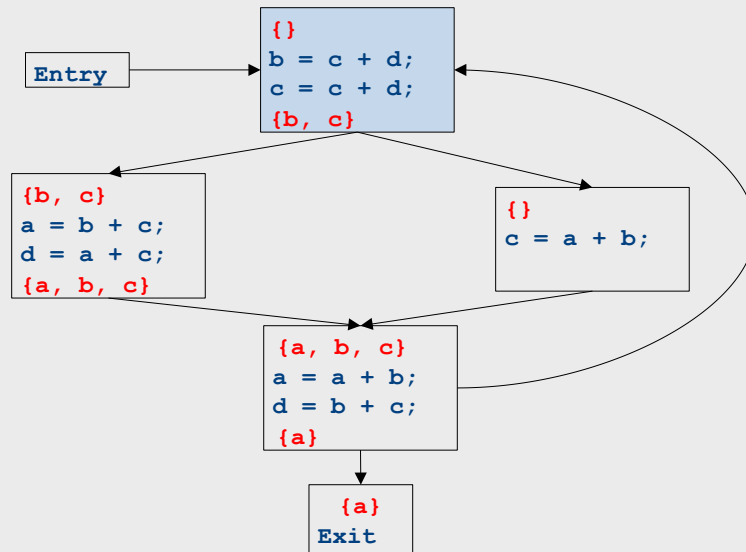 {}
b = c + d;
c = c + d;
{b, c}
Entry
{b, c}
a = b + c;
d = a + c;
{a, b, c}
{}
c = a + b;
{a, b, c}
a = a + b;
d = b + c;
{a}
{a}
Exit